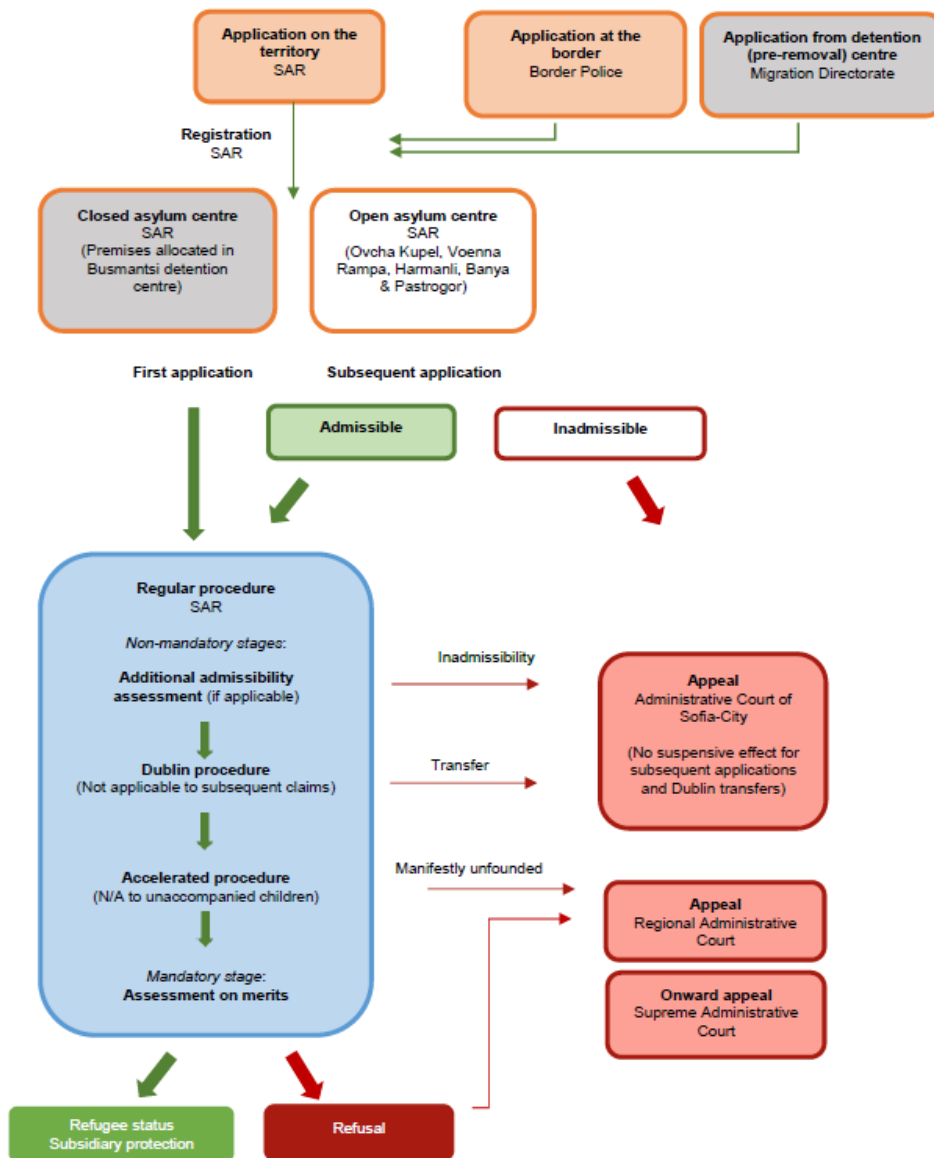 Application on the
territory
SAR
Application at the
border
Border Police
Application from detention
(pre-removal) centre
Migration Directorate
Registration
SAR
Closed asylum centre
SAR
(Premises allocated in
Busmantsi detention
centre)
Open asylum centre
SAR
(Ovcha Kupel, Voenna
Rampa, Harmanli, Banya
& Pastrogor)
First application
Subsequent application
Admissible
Inadmissible
Regular procedure
SAR
Non-mandatory stages:
Additional admissibility
assessment (if applicable)
Dublin procedure
(Not applicable to subsequent claims)
Accelerated procedure
(N/A to unaccompanied children)
Mandatory stage:
Assessment on merits
Inadmissibility
Transfer
Manifestly unfounded
Appeal
Administrative Court of
Sofia-City
(No suspensive effect for
subsequent applications
and Dublin transfers)
Appeal
Regional Administrative
Court
Onward appeal
Supreme Administrative
Court
Refugee status
Subsidiary protection
Refusal